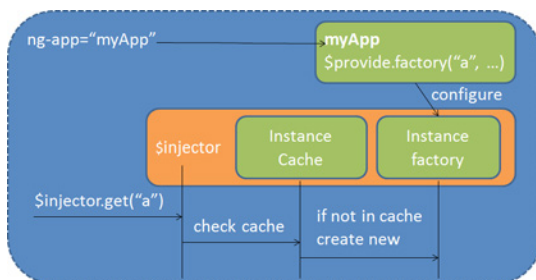 ng-app=“myApp”
myApp
$provide.factory(“a”, …)
configure
$injector
Instance
Cache
Instance
factory
$injector.get(“a”)
check cache
if not in cache
create new